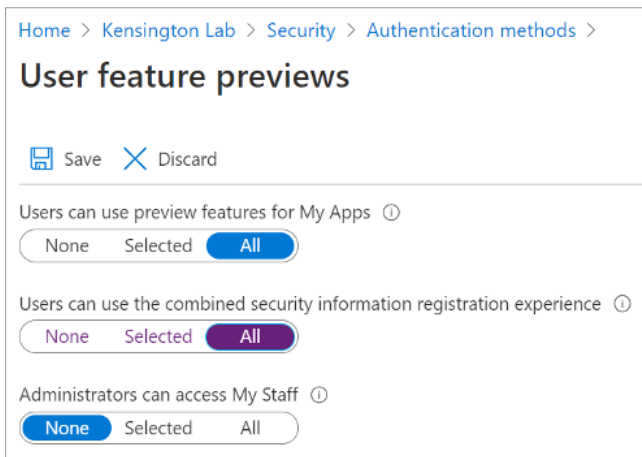 Home > Kensington Lab > Security > Authentication methods >
User feature previews
Save Discard
Users can use preview features for My Apps
None Selected All
Users can use the combined security information registration experience
None Selected All
Administrators can access My Staff
None Selected All